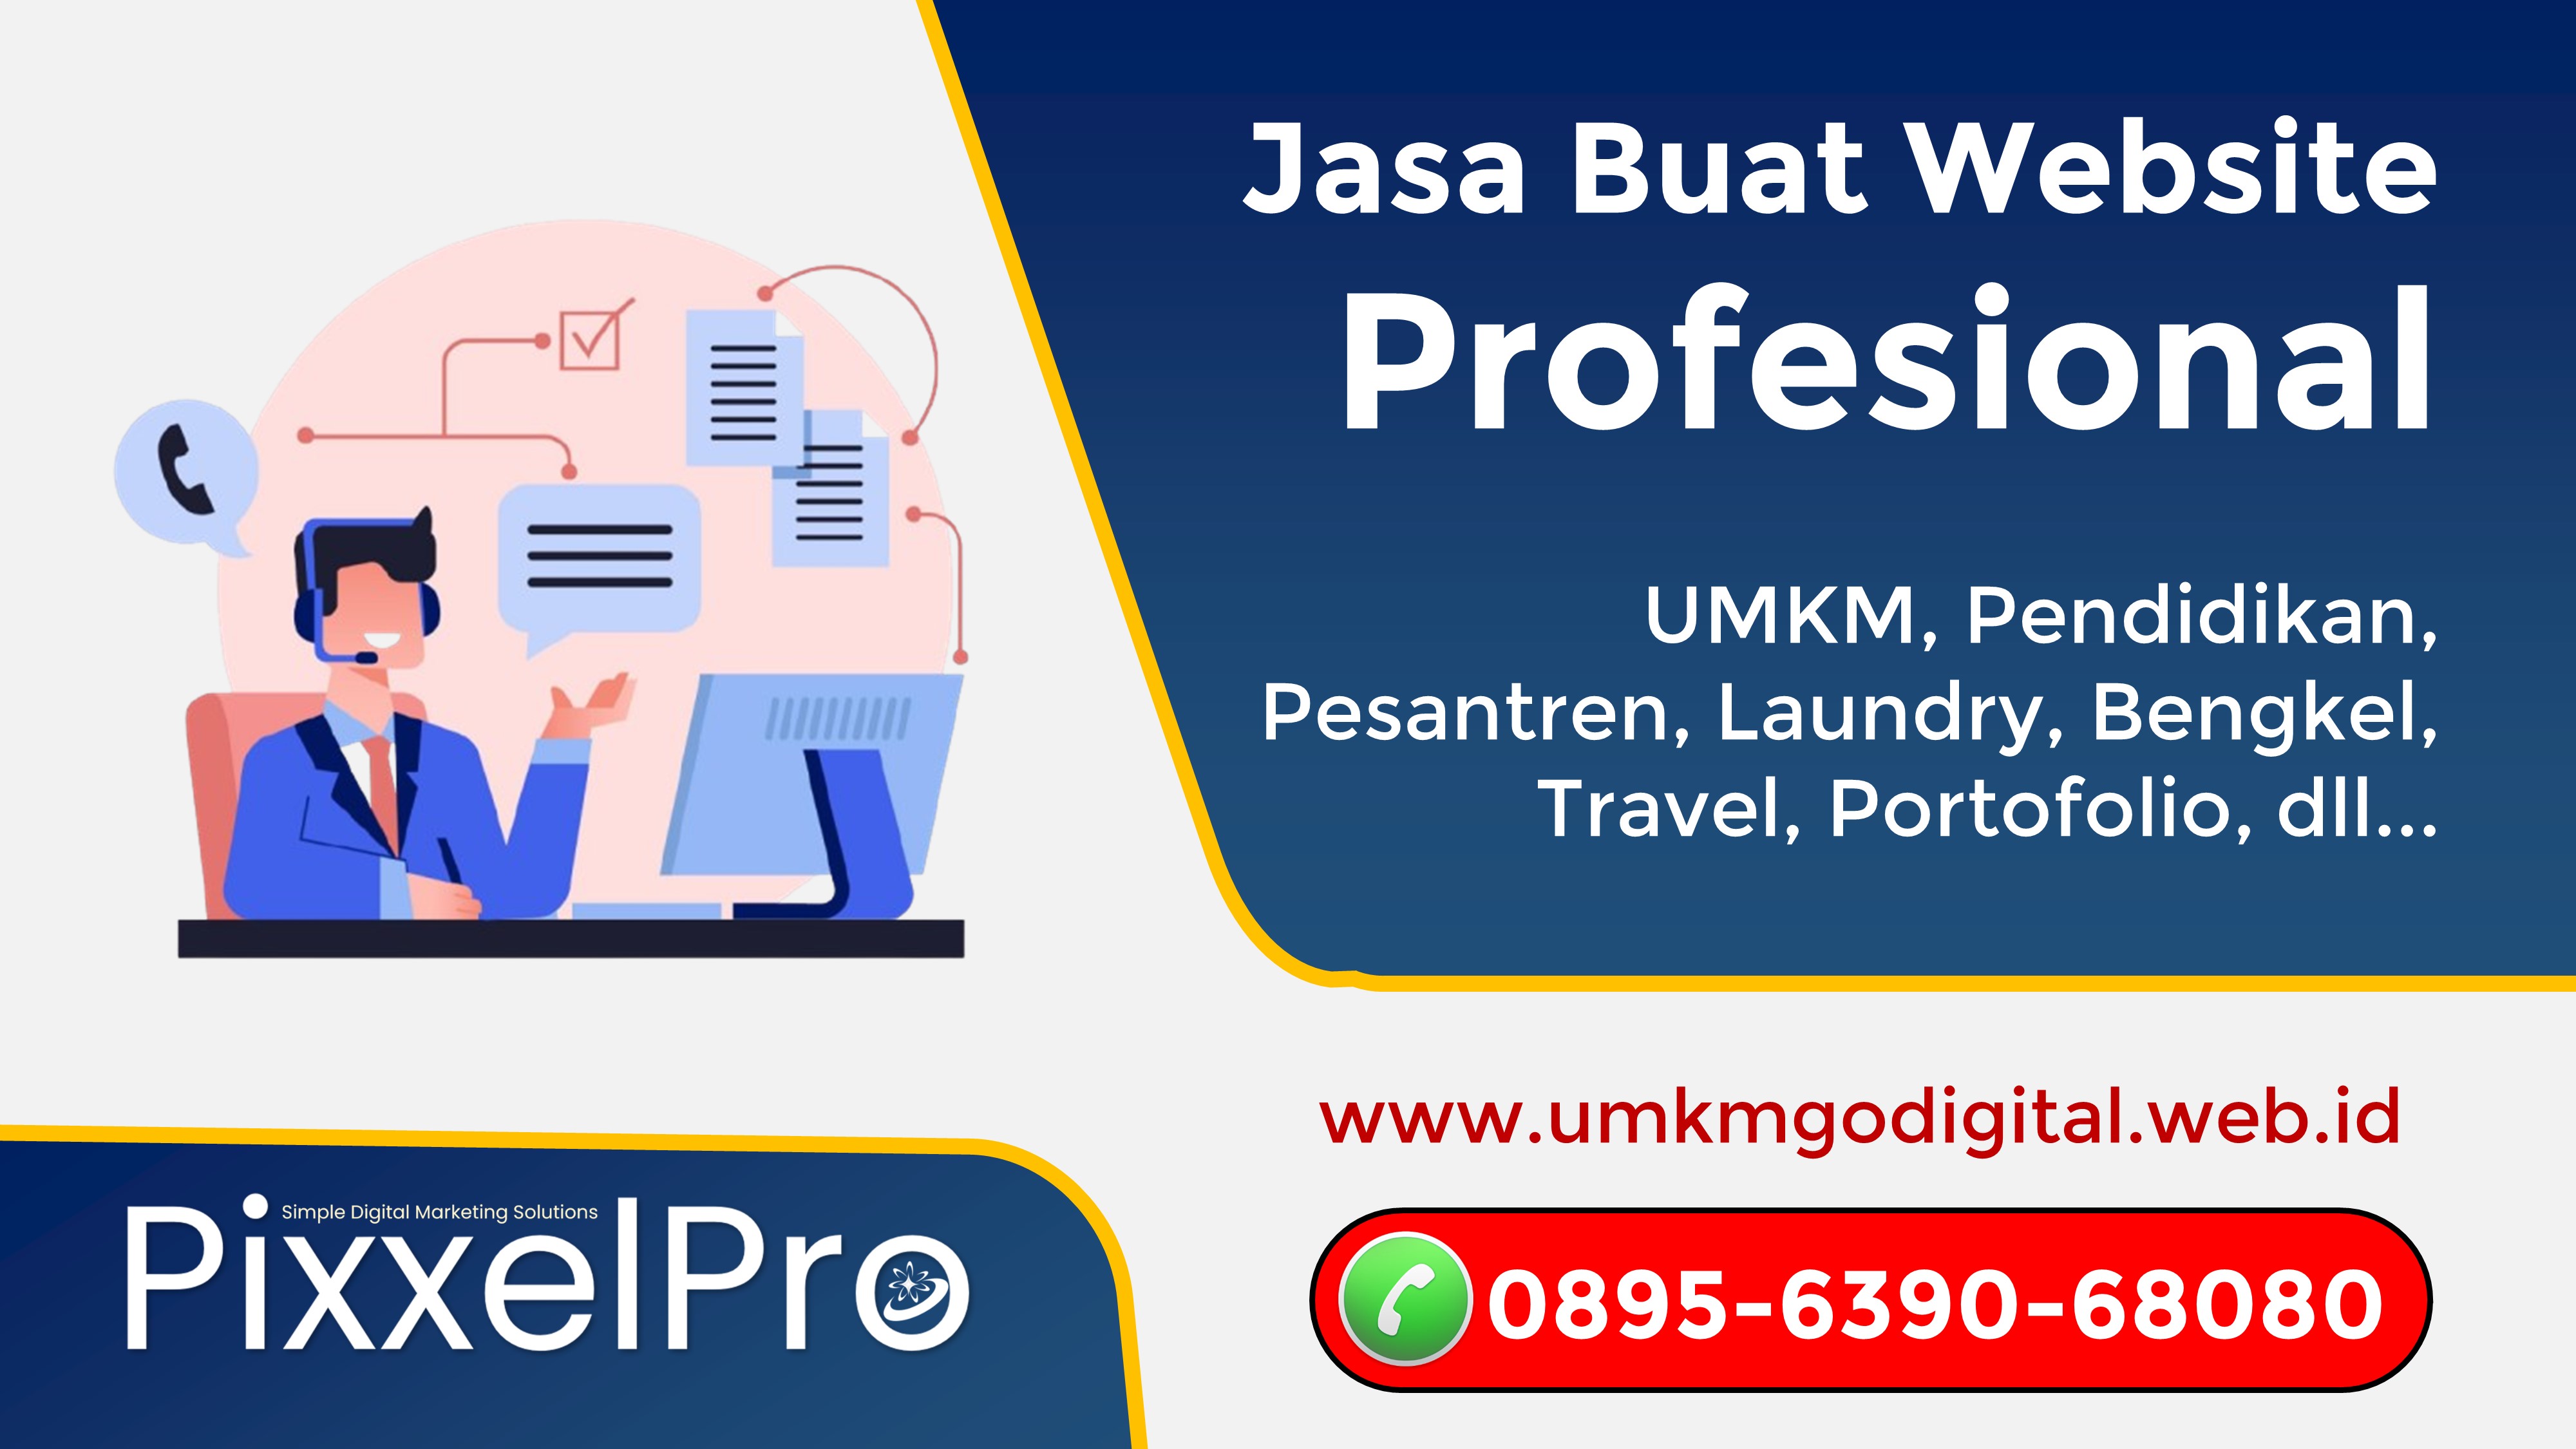 Jasa Buat Website
Profesional
UMKM, Pendidikan,
Pesantren, Laundry, Bengkel,
Travel, Portofolio, dll...
www.umkmgodigital.web.id
0895-6390-68080
Simple Digital Marketing Solutions
PixxelPro